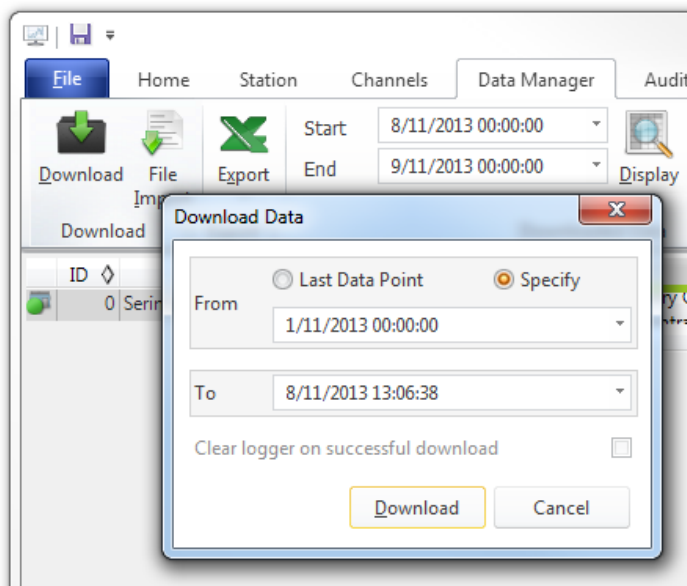 File Home Station Channels Data Manager Audit
Start 8/11/2013 00:00:00
Download File Export End 9/11/2013 00:00:00 Display
Download
Download Data
ID
0 Serin
Last Data Point Specify
From
1/11/2013 00:00:00
To 8/11/2013 13:06:38
Clear logger on successful download
Download Cancel